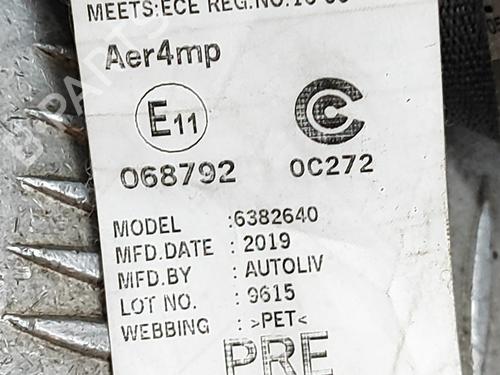 MEETS:ECE REG.NO.16 06
Aer4mp
E11
068792
0C272
MODEL :6382640
MFD.DATE : 2019
MFD.BY : AUTOLIV
LOT NO. : 9615
WEBBING : >PET<
PRE